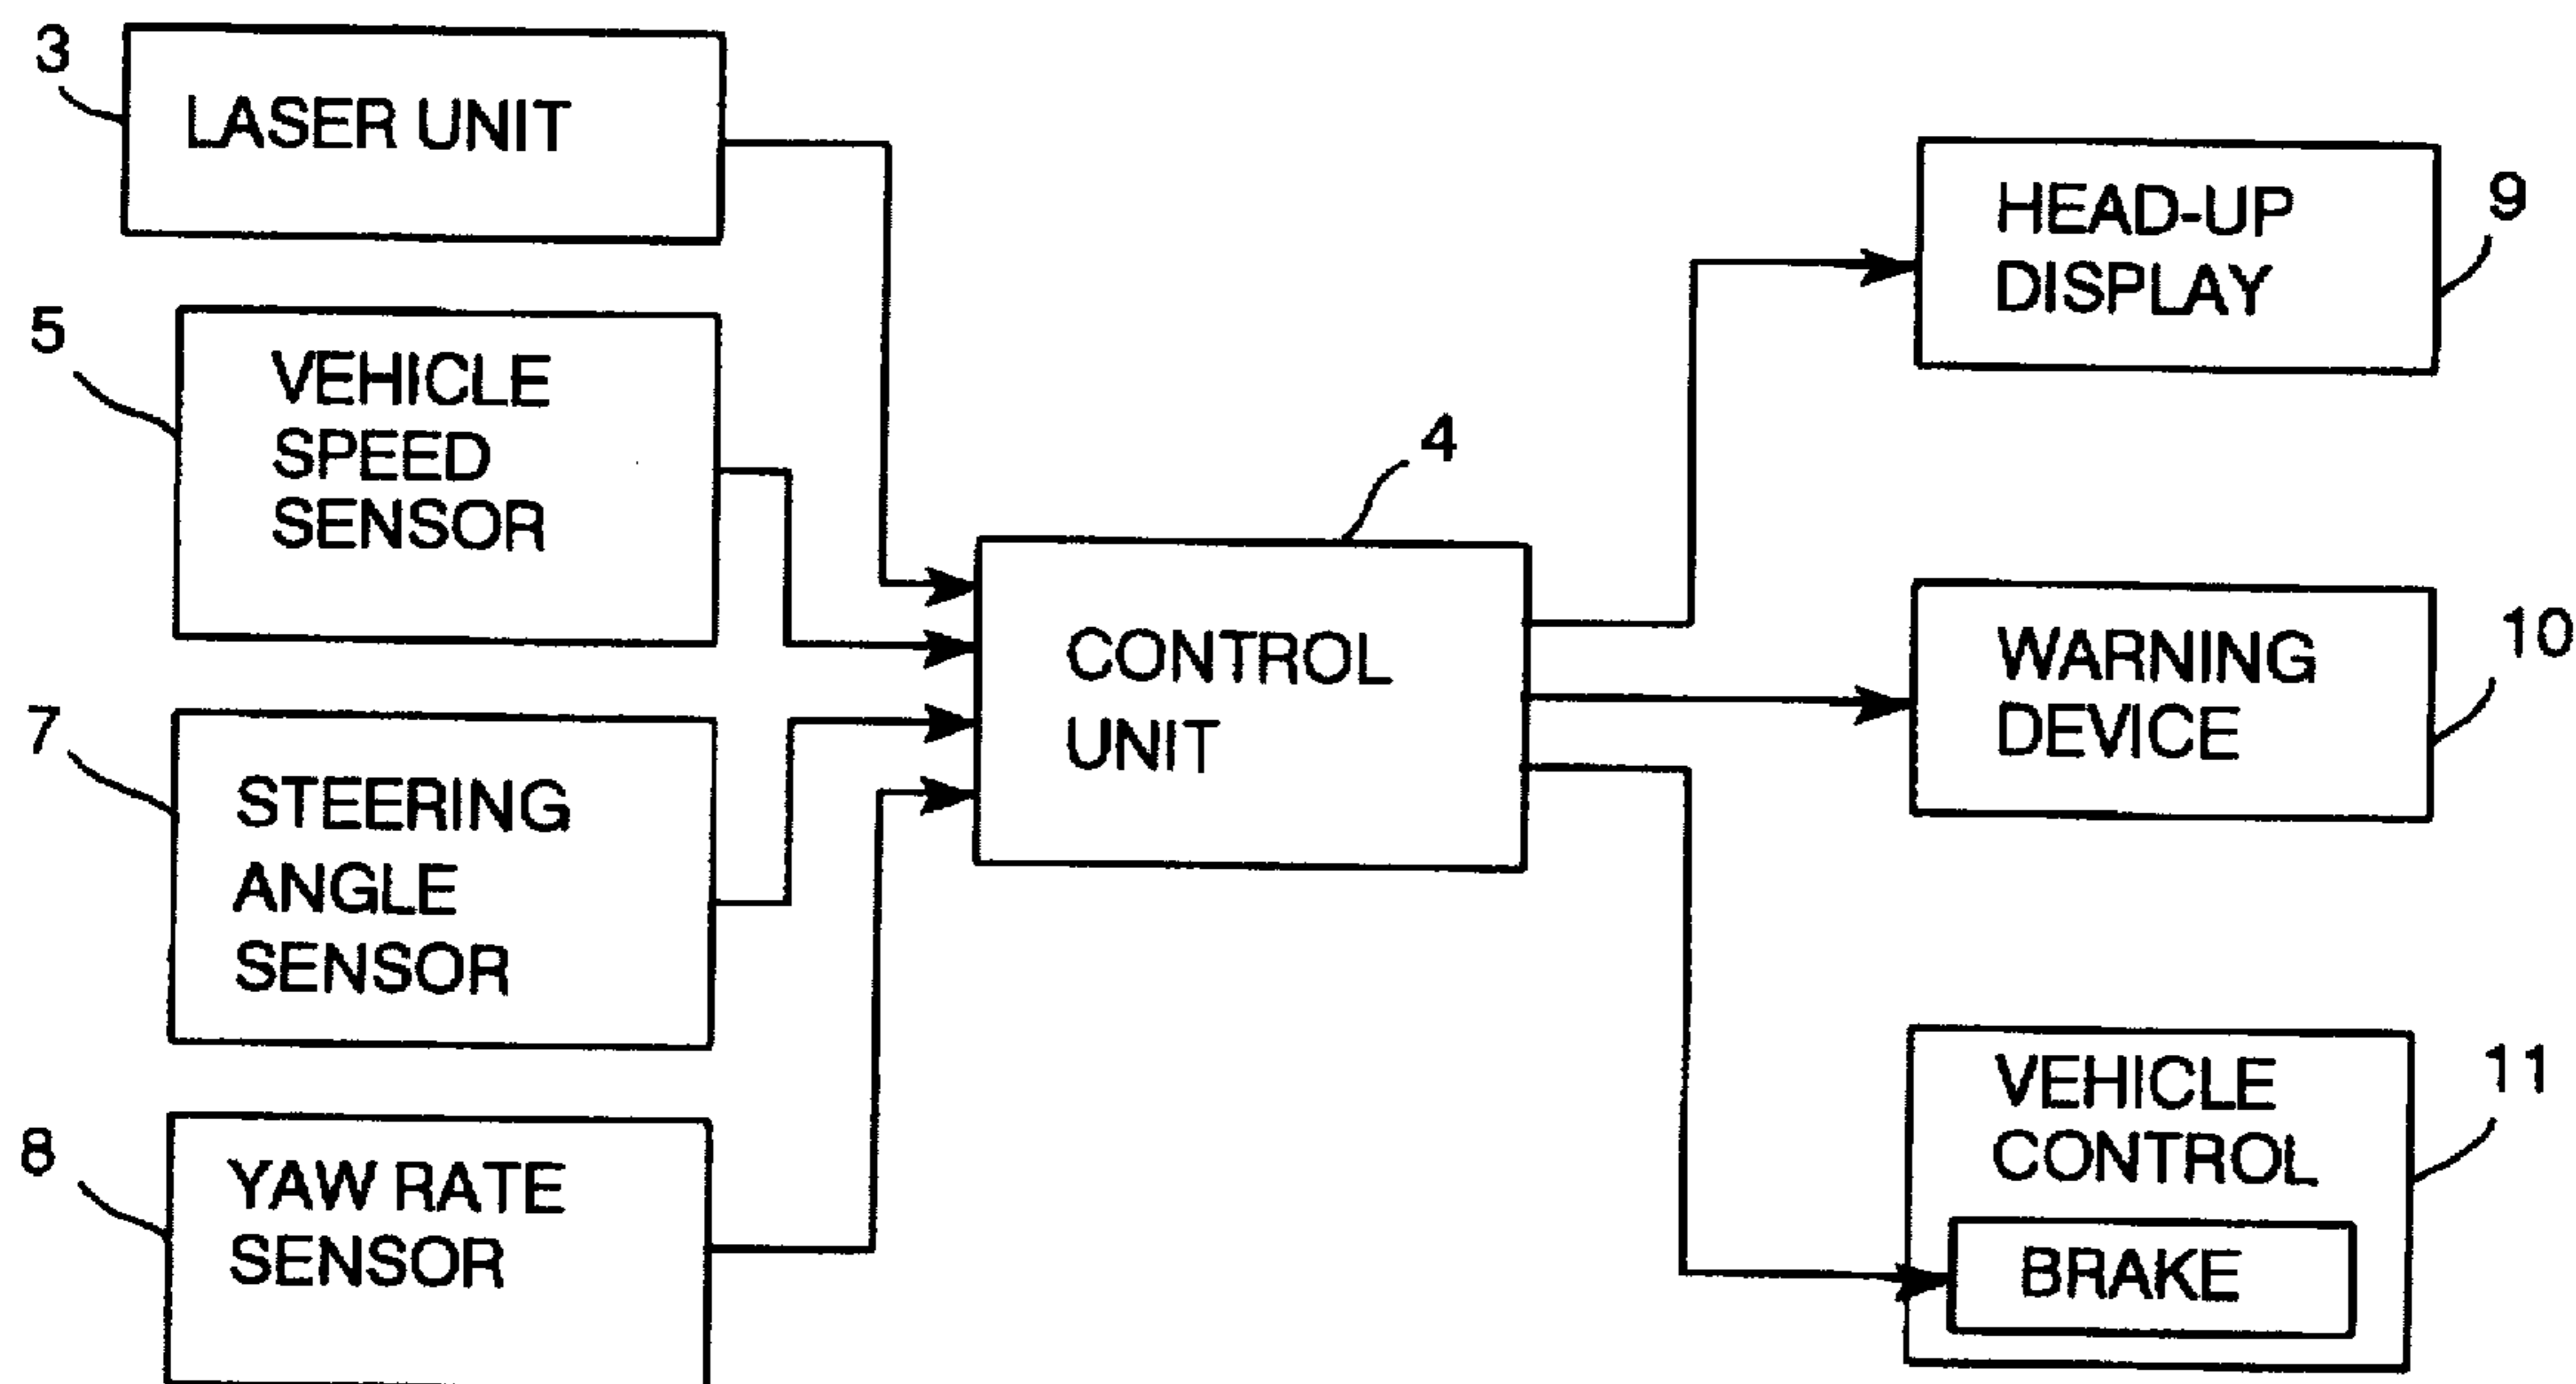 3
LASER UNIT
5
VEHICLE
SPEED
SENSOR
7
STEERING
ANGLE
SENSOR
8
YAW RATE
SENSOR
4
CONTROL
UNIT
HEAD-UP
DISPLAY
9
WARNING
DEVICE
10
VEHICLE
CONTROL
11
BRAKE